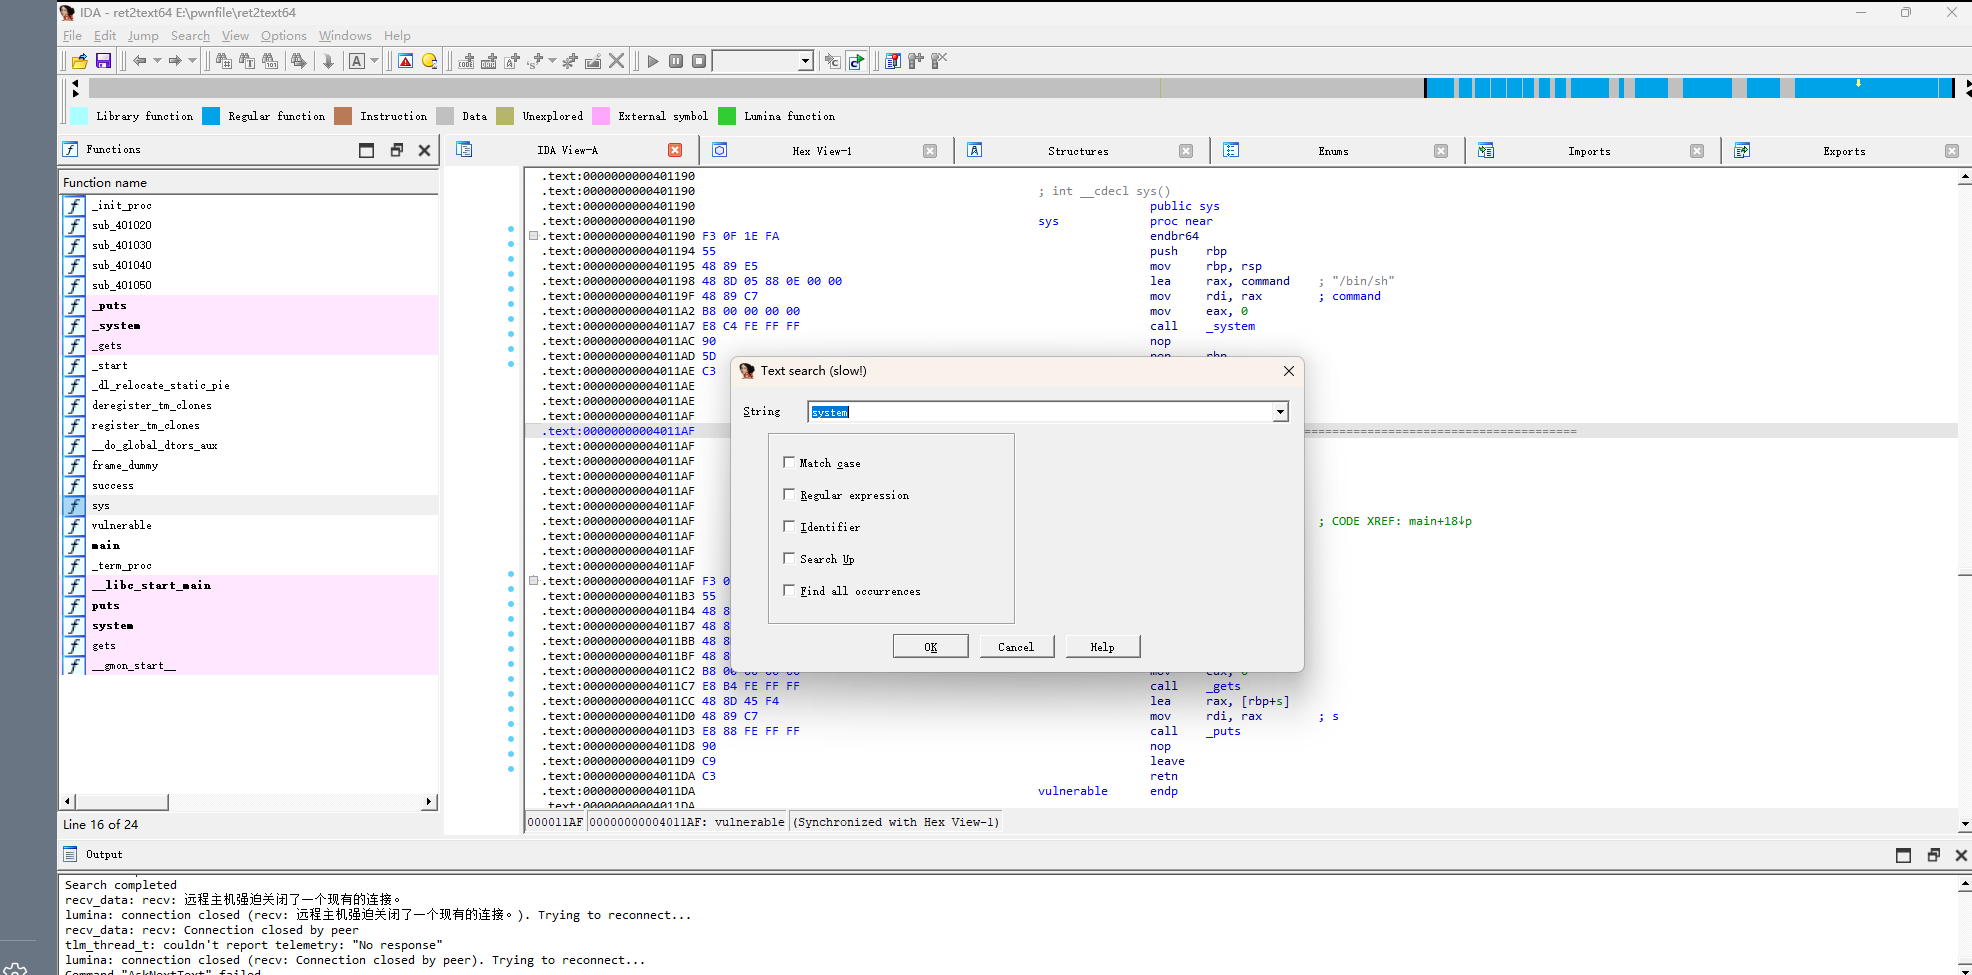 IDA - ret2text64 E:\pwnfile\ret2text64
File Edit Jump Search View Options Windows Help
Library function Regular function Instruction Data Unexplored External symbol Lumina function
Functions
IDA View-A Hex View-1 Structures Enums Imports Exports
Function name
_init_proc
sub_401020
sub_401030
sub_401040
sub_401050
_puts
_system
_gets
_start
_dl_relocate_static_pie
deregister_tm_clones
register_tm_clones
__do_global_dtors_aux
frame_dummy
success
sys
vulnerable
main
_term_proc
__libc_start_main
puts
system
gets
__gmon_start__
Line 16 of 24
.text:0000000000401190
.text:0000000000401190 ; int __cdecl sys()
.text:0000000000401190 public sys
.text:0000000000401190 sys proc near
.text:0000000000401190 F3 0F 1E FA endbr64
.text:0000000000401194 55 push rbp
.text:0000000000401195 48 89 E5 mov rbp, rsp
.text:0000000000401198 48 8D 05 88 0E 00 00 lea rax, command ; "/bin/sh"
.text:000000000040119F 48 89 C7 mov rdi, rax ; command
.text:00000000004011A2 B8 00 00 00 00 mov eax, 0
.text:00000000004011A7 E8 C4 FE FF FF call _system
.text:00000000004011AC 90 nop
.text:00000000004011AD 5D pop rbp
.text:00000000004011AE C3
.text:00000000004011AE
.text:00000000004011AE
.text:00000000004011AF
.text:00000000004011AF =======================================
.text:00000000004011AF
.text:00000000004011AF
.text:00000000004011AF
.text:00000000004011AF
.text:00000000004011AF
.text:00000000004011AF ; CODE XREF: main+18↓p
.text:00000000004011AF
.text:00000000004011AF
.text:00000000004011AF
.text:00000000004011AF F3 0
.text:00000000004011B3 55
.text:00000000004011B4 48 8
.text:00000000004011B7 48 8
.text:00000000004011BB 48 8
.text:00000000004011BF 48 8
.text:00000000004011C2 B8 00 00 00 00 mov eax, 0
.text:00000000004011C7 E8 B4 FE FF FF call _gets
.text:00000000004011CC 48 8D 45 F4 lea rax, [rbp+s]
.text:00000000004011D0 48 89 C7 mov rdi, rax ; s
.text:00000000004011D3 E8 88 FE FF FF call _puts
.text:00000000004011D8 90 nop
.text:00000000004011D9 C9 leave
.text:00000000004011DA C3 retn
.text:00000000004011DA vulnerable endp
.text:00000000004011DA
000011AF 00000000004011AF: vulnerable (Synchronized with Hex View-1)
Text search (slow!)
String system
Match case
Regular expression
Identifier
Search Up
Find all occurrences
OK Cancel Help
Output
Search completed
recv_data: recv: 远程主机强迫关闭了一个现有的连接。
lumina: connection closed (recv: 远程主机强迫关闭了一个现有的连接。). Trying to reconnect...
recv_data: recv: Connection closed by peer
tlm_thread_t: couldn't report telemetry: "No response"
lumina: connection closed (recv: Connection closed by peer). Trying to reconnect...
Command "AskNextText" failed